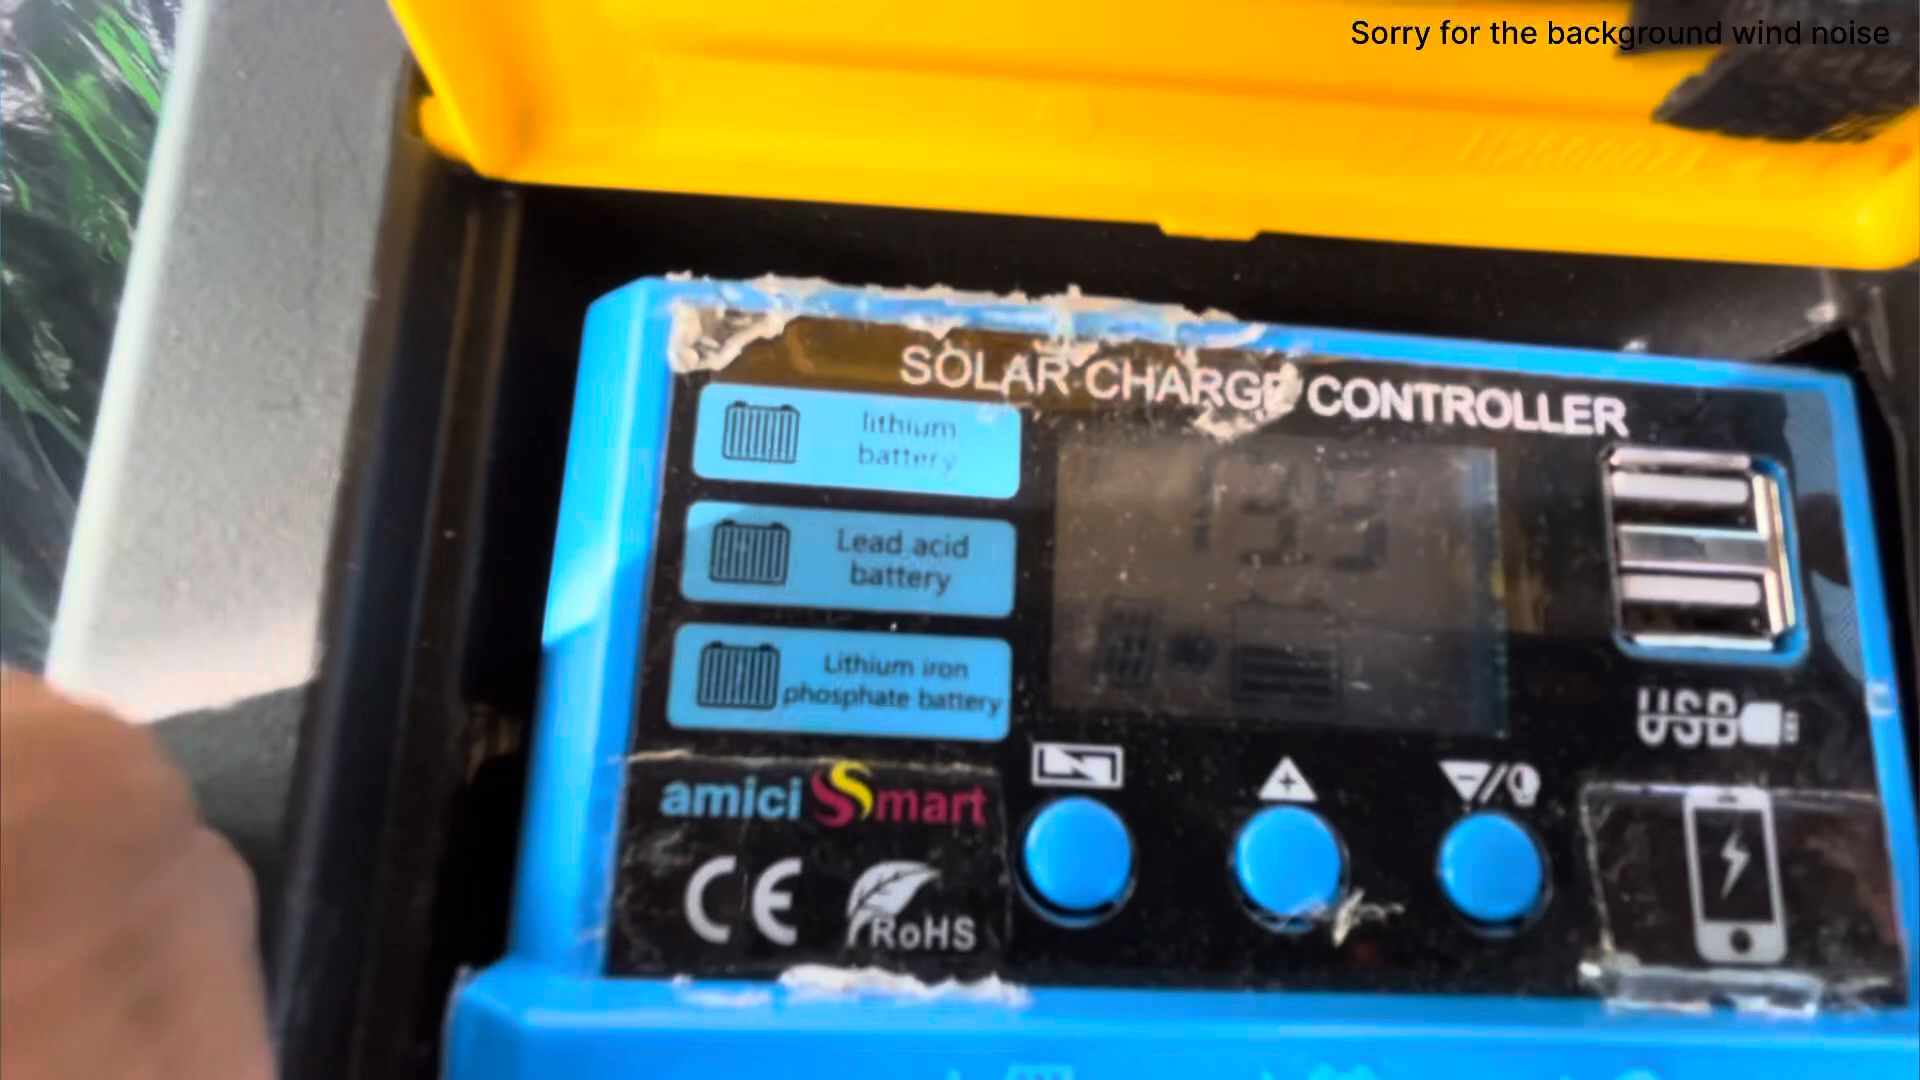 Sorry for the background wind noise
SOLAR CHARGE CONTROLLER
lithium
battery
Lead acid
battery
Lithium iron
phosphate battery
USB
amici Smart
CE
RoHS